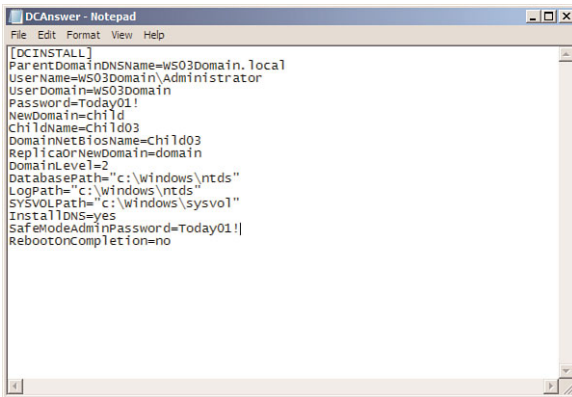 DCAnswer - Notepad
File Edit Format View Help
[DCINSTALL]
ParentDomainDNSName=WS03Domain.local
UserName=WS03Domain\Administrator
UserDomain=WS03Domain
Password=Today01!
NewDomain=child
ChildName=Child03
DomainNetBiosName=Child03
ReplicaOrNewDomain=domain
DomainLevel=2
DatabasePath="c:\Windows\ntds"
LogPath="c:\Windows\ntds"
SYSVOLPath="c:\Windows\sysvol"
InstallDNS=yes
SafeModeAdminPassword=Today01!
RebootOnCompletion=no